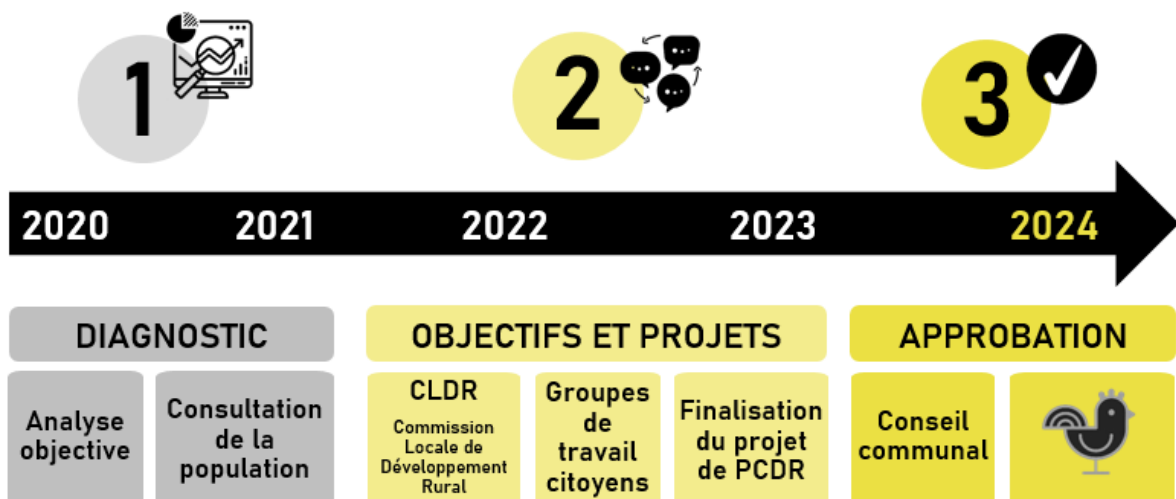 1
2
3
2020 2021 2022 2023 2024
DIAGNOSTIC
OBJECTIFS ET PROJETS
APPROBATION
Analyse
objective
Consultation
de la
population
CLDR
Commission
Locale de
Développement
Rural
Groupes
de
travail
citoyens
Finalisation
du projet
de PCDR
Conseil
communal